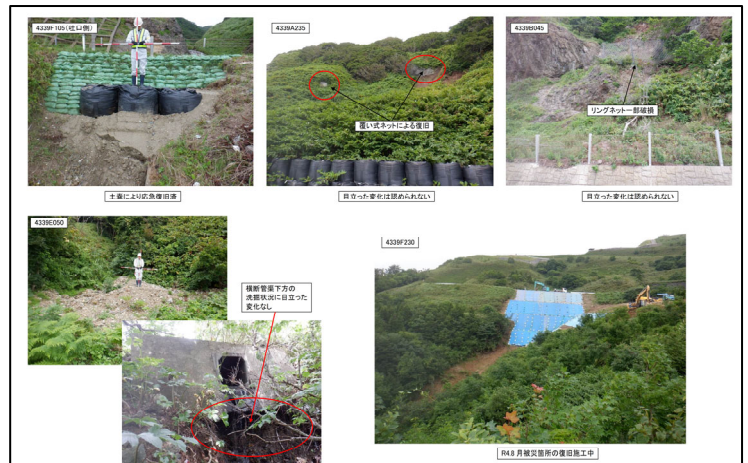 4339F105(吐口側)
土嚢により応急復旧済
4339A235
覆い式ネットによる復旧
目立った変化は認められない
4339B045
リングネット一部破損
目立った変化は認められない
4339E050
横断管渠下方の
洗掘状況に目立った
変化なし
4339F230
R4.8 月被災箇所の復旧施工中